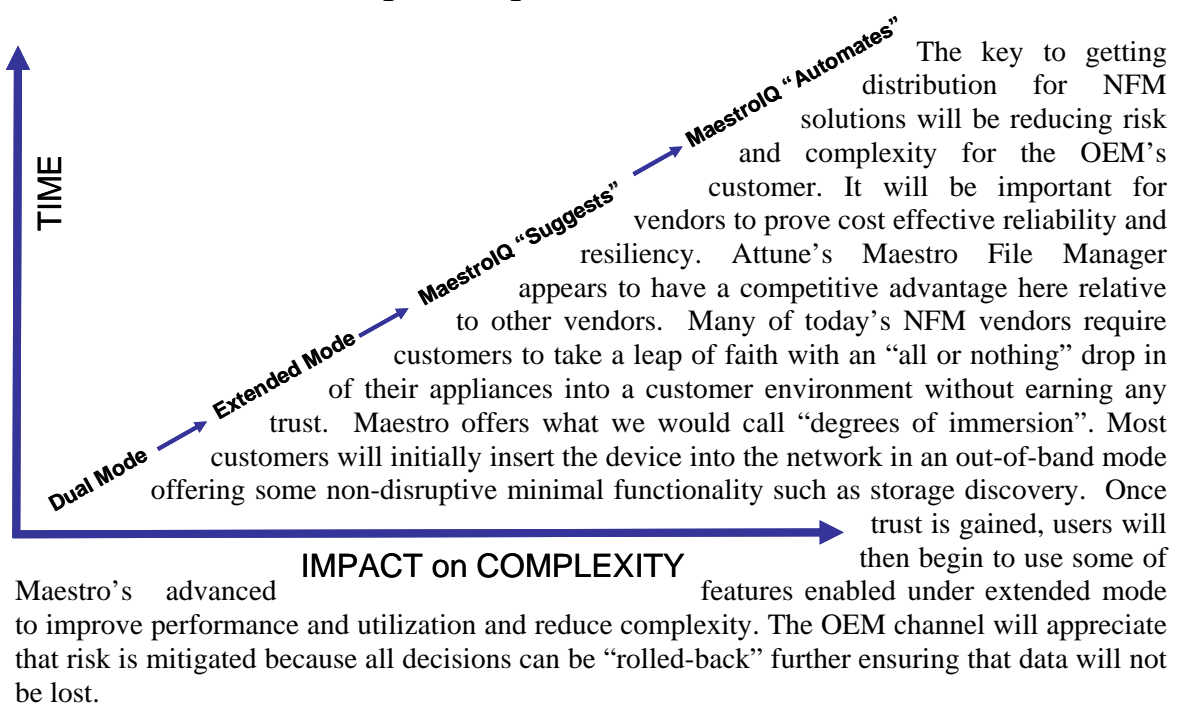 TIME
Dual Mode
Extended Mode
MaestroIQ “Suggests”
MaestroIQ “Automates”
IMPACT on COMPLEXITY
The key to getting
distribution for NFM
solutions will be reducing risk
and complexity for the OEM’s
customer. It will be important for
vendors to prove cost effective reliability and
resiliency. Attune’s Maestro File Manager
appears to have a competitive advantage here relative
to other vendors. Many of today’s NFM vendors require
customers to take a leap of faith with an “all or nothing” drop in
of their appliances into a customer environment without earning any
trust. Maestro offers what we would call “degrees of immersion”. Most
customers will initially insert the device into the network in an out-of-band mode
offering some non-disruptive minimal functionality such as storage discovery. Once
trust is gained, users will
then begin to use some of
Maestro’s advanced features enabled under extended mode
to improve performance and utilization and reduce complexity. The OEM channel will appreciate
that risk is mitigated because all decisions can be “rolled-back” further ensuring that data will not
be lost.